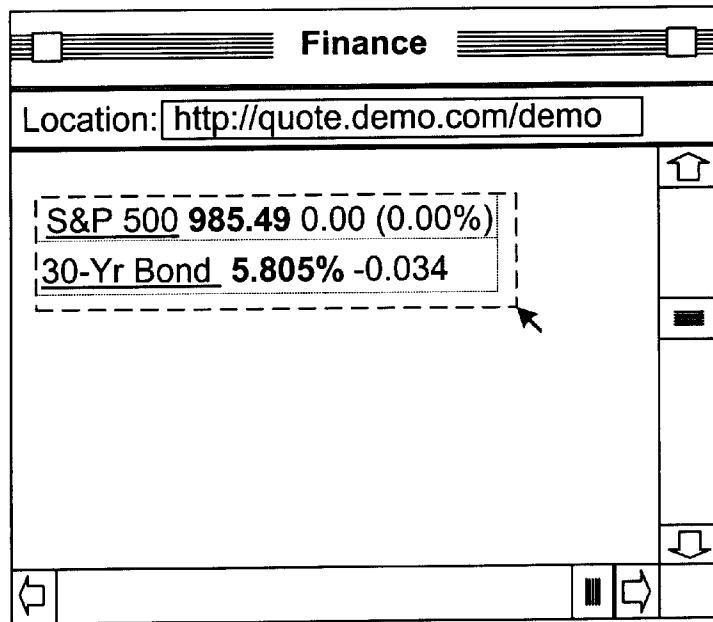 Finance
Location: http://quote.demo.com/demo
S&P 500 985.49 0.00 (0.00%)
30-Yr Bond 5.805% -0.034